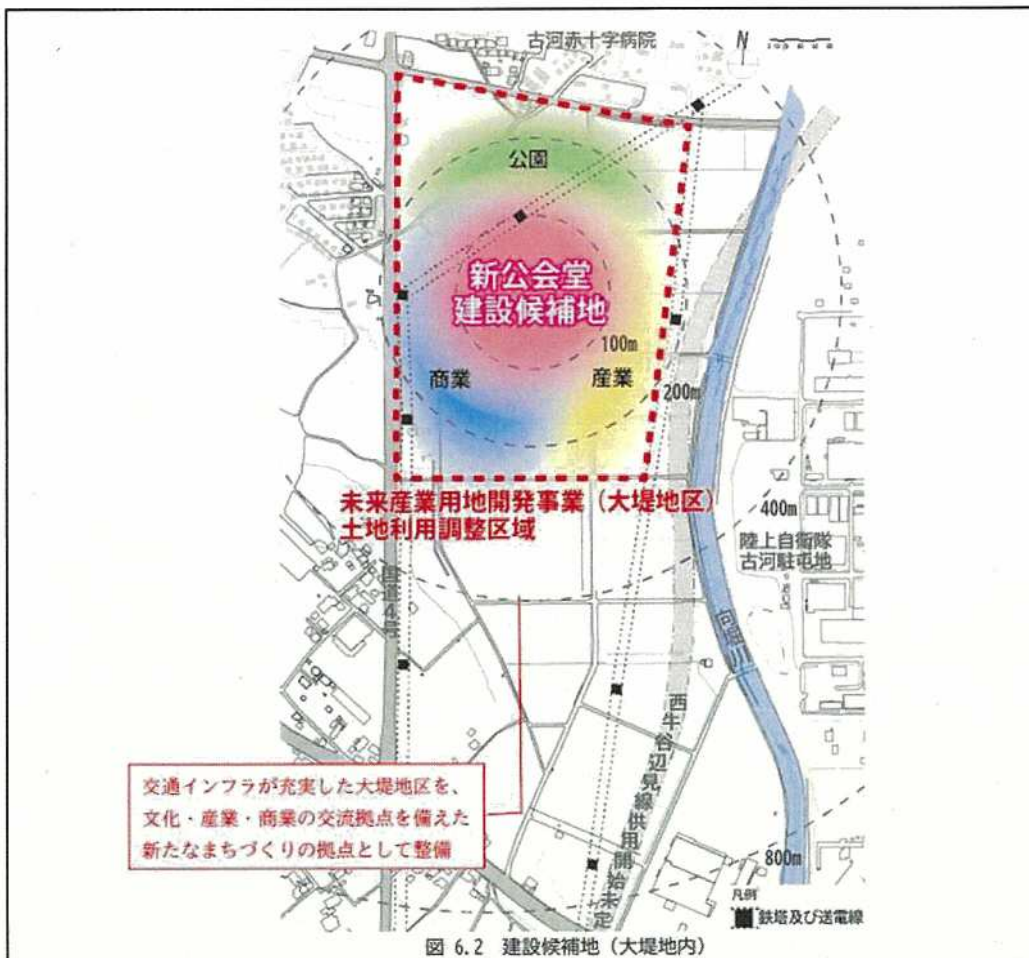 古河赤十字病院
N
公園
新公会堂
建設候補地
100m
商業
産業
200m
未来産業用地開発事業（大堤地区）
土地利用調整区域
400m
陸上自衛隊
古河駐屯地
国道4号
向堀川
西牛谷辺見線供用開始未定
交通インフラが充実した大堤地区を、
文化・産業・商業の交流拠点を備えた
新たなまちづくりの拠点として整備
800m
凡例
鉄塔及び送電線
図 6.2 建設候補地（大堤地内）